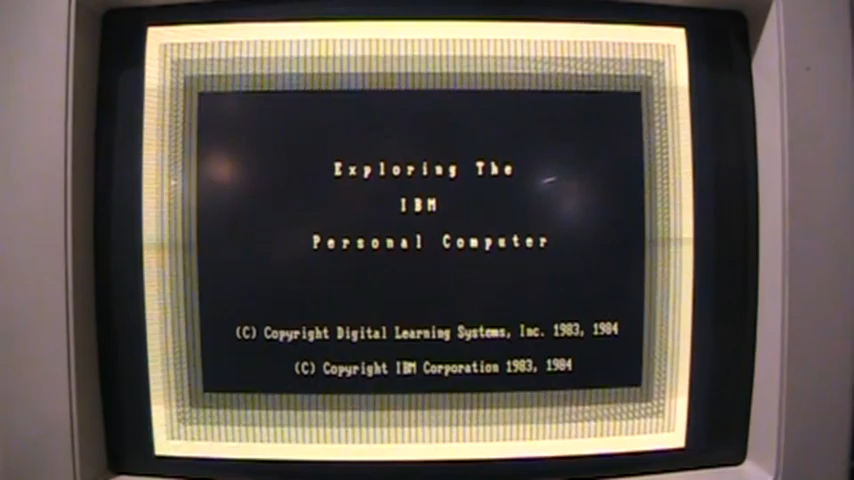 Exploring The
IBM
Personal Computer
(C) Copyright Digital Learning Systems, Inc. 1983, 1984
(C) Copyright IBM Corporation 1983, 1984